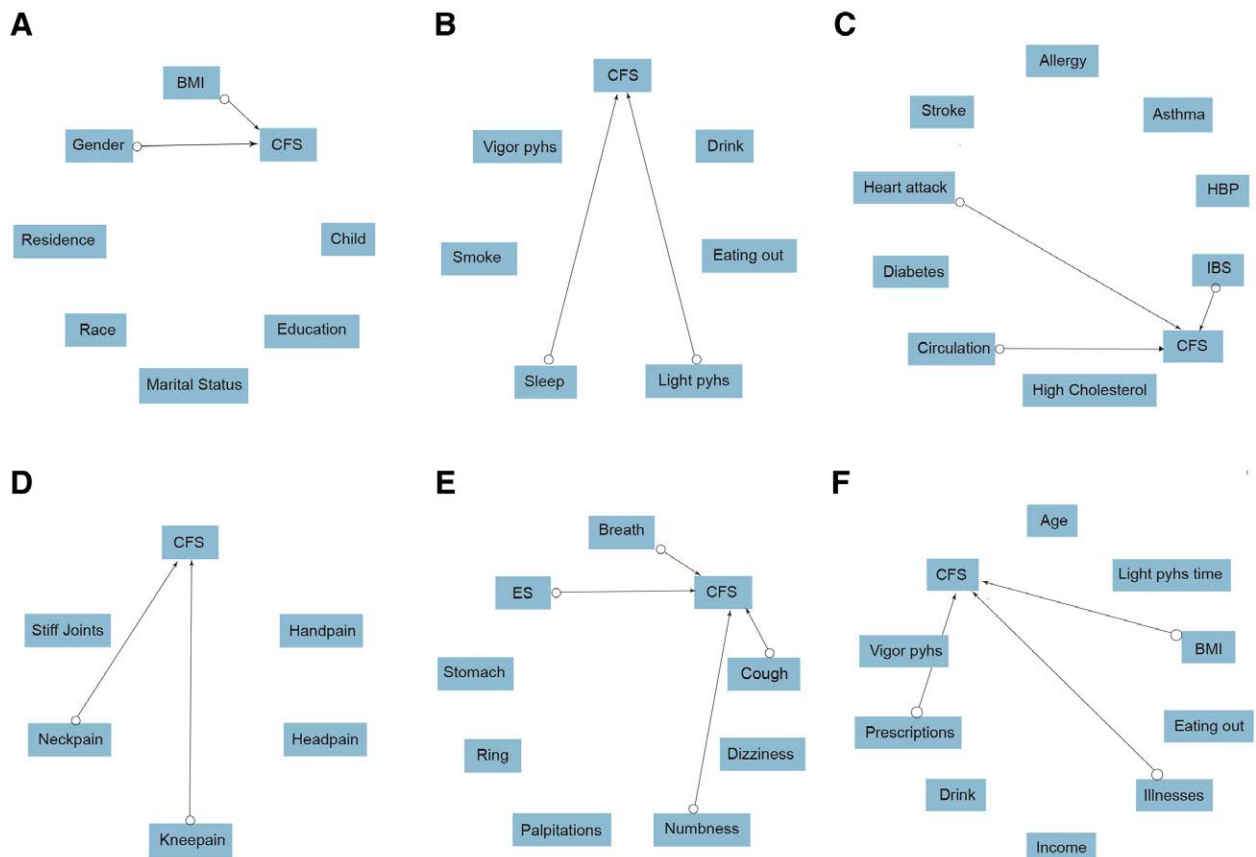 A
BMI
Gender
CFS
Residence
Child
Race
Education
Marital Status
B
CFS
Vigor pyhs
Drink
Smoke
Eating out
Sleep
Light pyhs
C
Allergy
Stroke
Asthma
Heart attack
HBP
Diabetes
IBS
Circulation
CFS
High Cholesterol
D
CFS
Stiff Joints
Handpain
Neckpain
Headpain
Kneepain
E
Breath
ES
CFS
Stomach
Cough
Ring
Dizziness
Palpitations
Numbness
F
Age
CFS
Light pyhs time
Vigor pyhs
BMI
Prescriptions
Eating out
Drink
Illnesses
Income